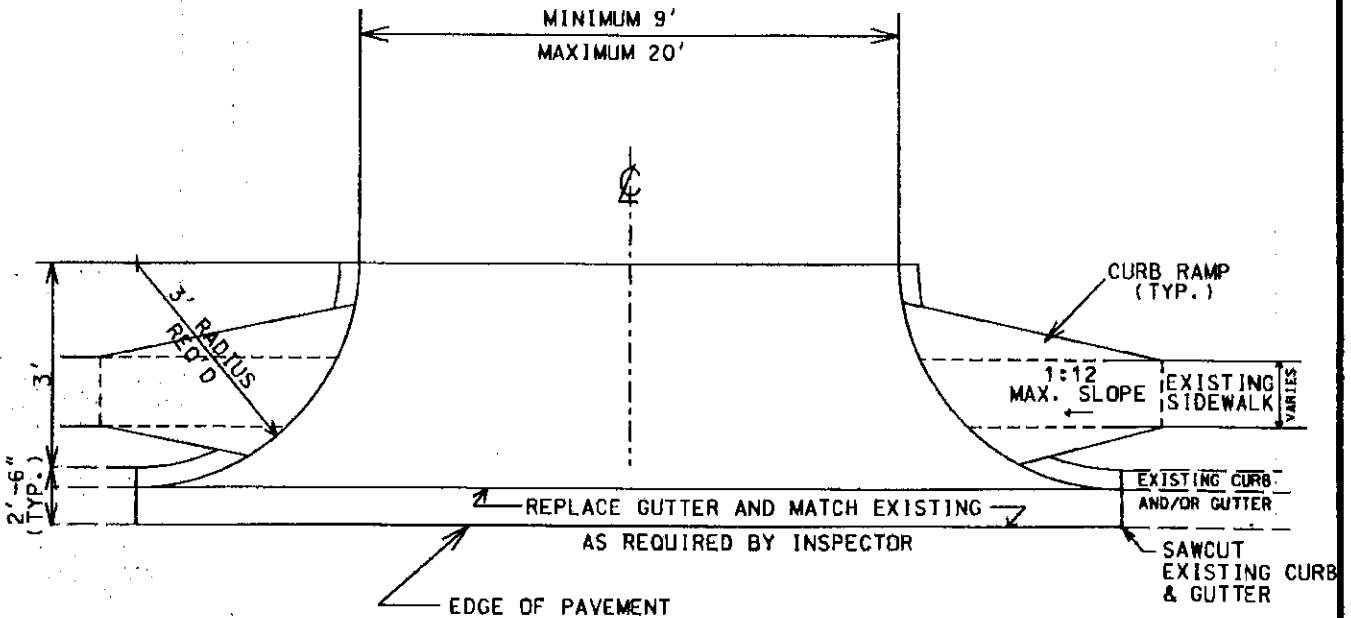 MINIMUM 9'
MAXIMUM 20'
℄
CURB RAMP
(TYP.)
3' RADIUS
REQ'D
3'
1:12
MAX. SLOPE
EXISTING
SIDEWALK
VARIES
2'-6"
(TYP.)
EXISTING CURB
AND/OR GUTTER
REPLACE GUTTER AND MATCH EXISTING
AS REQUIRED BY INSPECTOR
SAWCUT
EXISTING CURB
& GUTTER
EDGE OF PAVEMENT